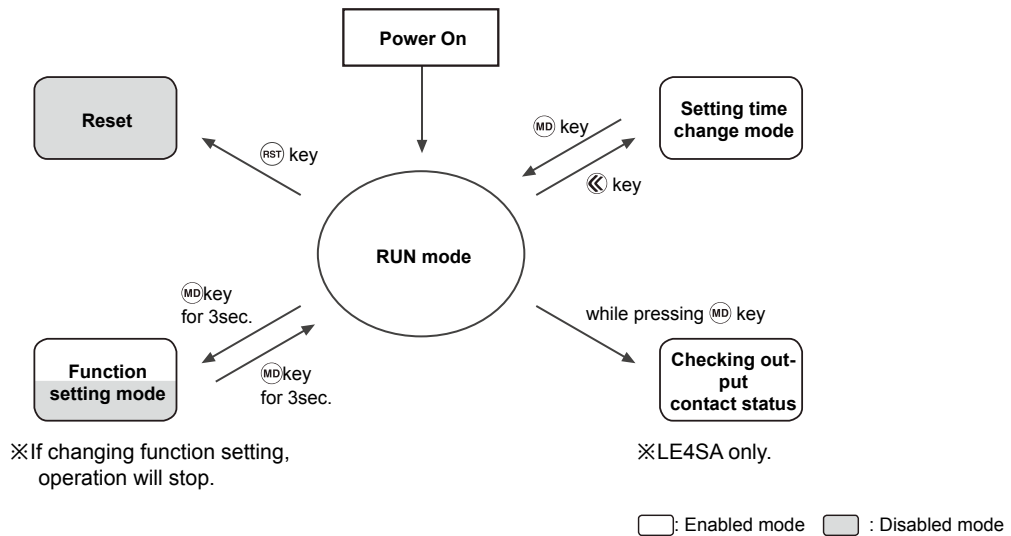 Power On
Reset
Setting time
change mode
MD key
RST key
≪ key
RUN mode
MD key
for 3sec.
while pressing MD key
Function
setting mode
MD key
for 3sec.
Checking out-
put
contact status
※If changing function setting,
operation will stop.
※LE4SA only.
: Enabled mode : Disabled mode